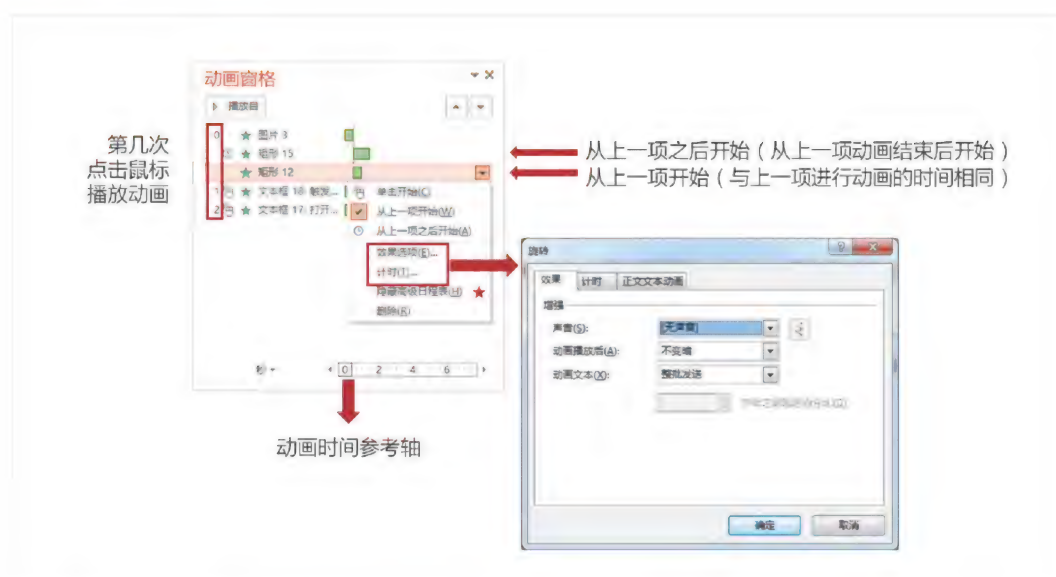 动画窗格
播放自
0 图片 3
矩形 15
矩形 12
1 文本框 18: 触发...
2 文本框 17: 打开...
单击开始(C)
从上一项开始(W)
从上一项之后开始(A)
效果选项(E)...
计时(T)...
隐藏高级日程表(H)
删除(R)
秒
0 2 4 6
第几次
点击鼠标
播放动画
从上一项之后开始（从上一项动画结束后开始）
从上一项开始（与上一项进行动画的时间相同）
动画时间参考轴
旋转
效果 计时 正文文本动画
增强
声音(S): [无声音]
动画播放后(A): 不变暗
动画文本(X): 整批发送
确定 取消